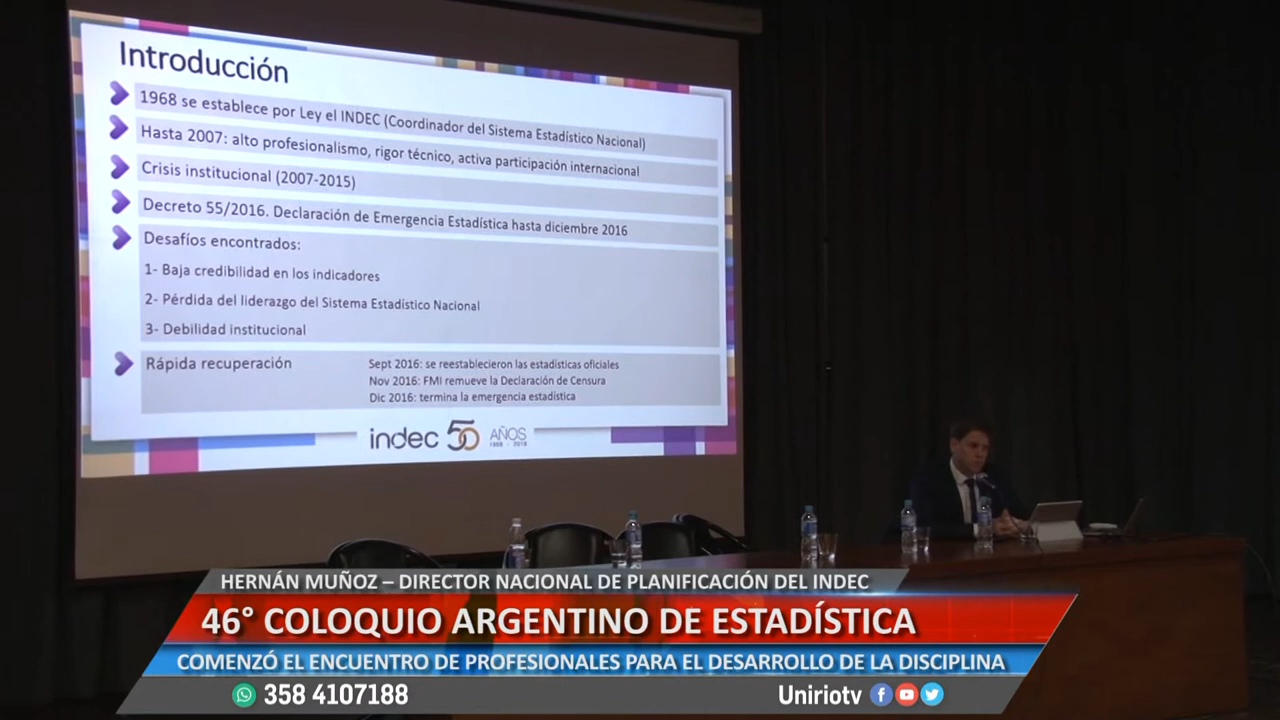 Introducción
1968 se establece por Ley el INDEC (Coordinador del Sistema Estadístico Nacional)
Hasta 2007: alto profesionalismo, rigor técnico, activa participación internacional
Crisis institucional (2007-2015)
Decreto 55/2016. Declaración de Emergencia Estadística hasta diciembre 2016
Desafíos encontrados:
1- Baja credibilidad en los indicadores
2- Pérdida del liderazgo del Sistema Estadístico Nacional
3- Debilidad institucional
Rápida recuperación
Sept 2016: se reestablecieron las estadísticas oficiales
Nov 2016: FMI remueve la Declaración de Censura
Dic 2016: termina la emergencia estadística
indec 50 AÑOS
1968 - 2018
HERNÁN MUÑOZ – DIRECTOR NACIONAL DE PLANIFICACIÓN DEL INDEC
46° COLOQUIO ARGENTINO DE ESTADÍSTICA
COMENZÓ EL ENCUENTRO DE PROFESIONALES PARA EL DESARROLLO DE LA DISCIPLINA
358 4107188
Uniriotv